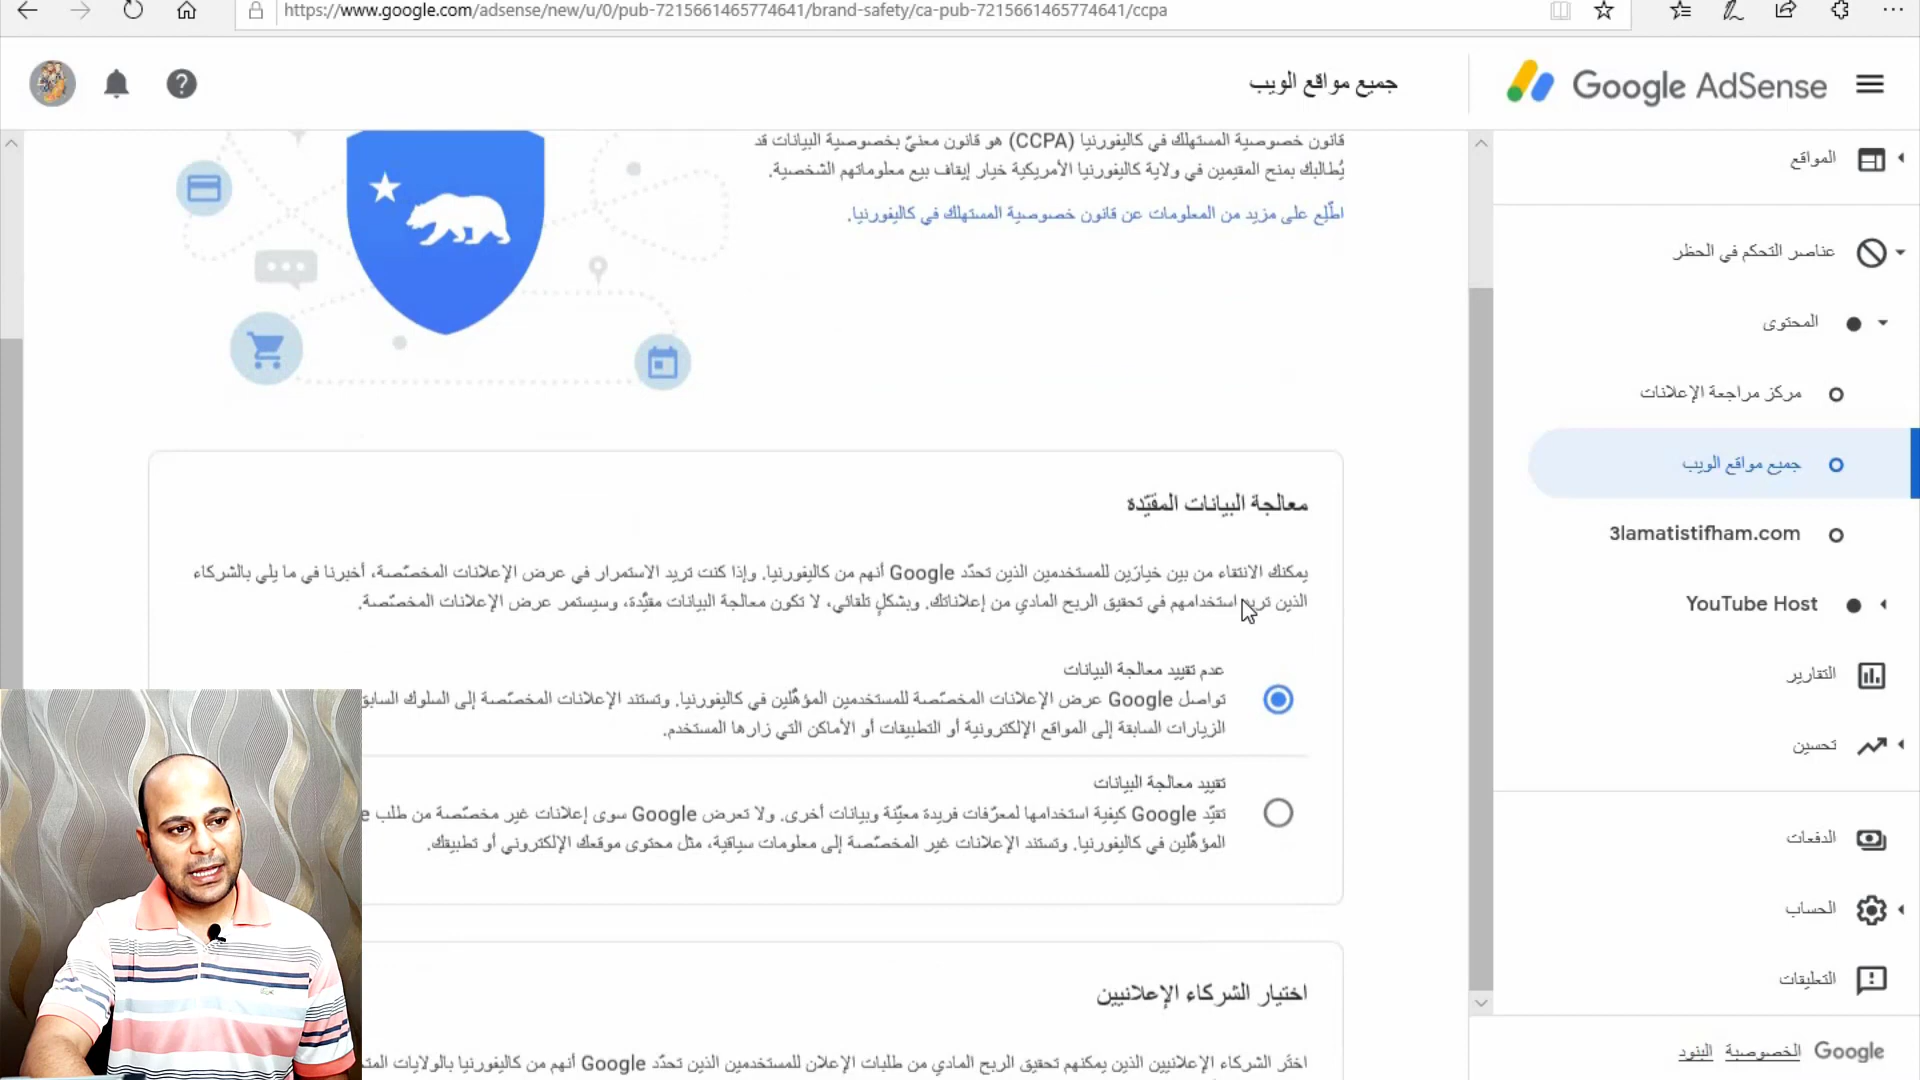 https://www.google.com/adsense/new/u/0/pub-7215661465774641/brand-safety/ca-pub-7215661465774641/ccpa
Google AdSense
جميع مواقع الويب
قانون خصوصية المستهلك في كاليفورنيا (CCPA) هو قانون معنيّ بخصوصية البيانات قد
يُطالبك بمنح المقيمين في ولاية كاليفورنيا الأمريكية خيار إيقاف بيع معلوماتهم الشخصية.
اطّلِع على مزيد من المعلومات عن قانون خصوصية المستهلك في كاليفورنيا.
معالجة البيانات المقيّدة
يمكنك الانتقاء من بين خيارَين للمستخدمين الذين تحدّد Google أنهم من كاليفورنيا. وإذا كنت تريد الاستمرار في عرض الإعلانات المخصّصة، أخبرنا في ما يلي بالشركاء
الذين تريد استخدامهم في تحقيق الربح المادي من إعلاناتك. وبشكلٍ تلقائي، لا تكون معالجة البيانات مقيَّدة، وسيستمر عرض الإعلانات المخصّصة.
عدم تقييد معالجة البيانات
تواصل Google عرض الإعلانات المخصّصة للمستخدمين المؤهَّلين في كاليفورنيا. وتستند الإعلانات المخصّصة إلى السلوك السابق
الزيارات السابقة إلى المواقع الإلكترونية أو التطبيقات أو الأماكن التي زارها المستخدم.
تقييد معالجة البيانات
تقيّد Google كيفية استخدامها لمعرّفات فريدة معيّنة وبيانات أخرى. ولا تعرض Google سوى إعلانات غير مخصّصة من طلب
المؤهَّلين في كاليفورنيا. وتستند الإعلانات غير المخصّصة إلى معلومات سياقية، مثل محتوى موقعك الإلكتروني أو تطبيقك.
اختيار الشركاء الإعلانيين
اختَر الشركاء الإعلانيين الذين يمكنهم تحقيق الربح المادي من طلبات الإعلان للمستخدمين الذين تحدّد Google أنهم من كاليفورنيا بالولايات
المواقع
عناصر التحكم في الحظر
المحتوى
مركز مراجعة الإعلانات
جميع مواقع الويب
3lamatistifham.com
YouTube Host
التقارير
تحسين
الدفعات
الحساب
التعليقات
Google الخصوصية البنود